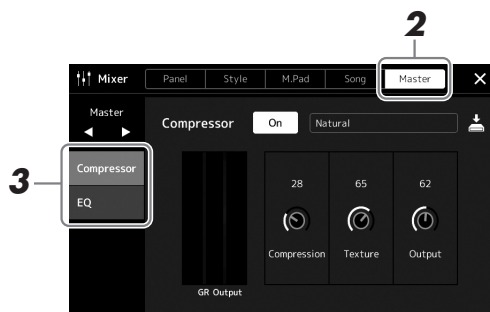 2
Mixer Panel Style M.Pad Song Master
Master
Compressor On Natural
3
Compressor
EQ
28 65 62
Compression Texture Output
GR Output